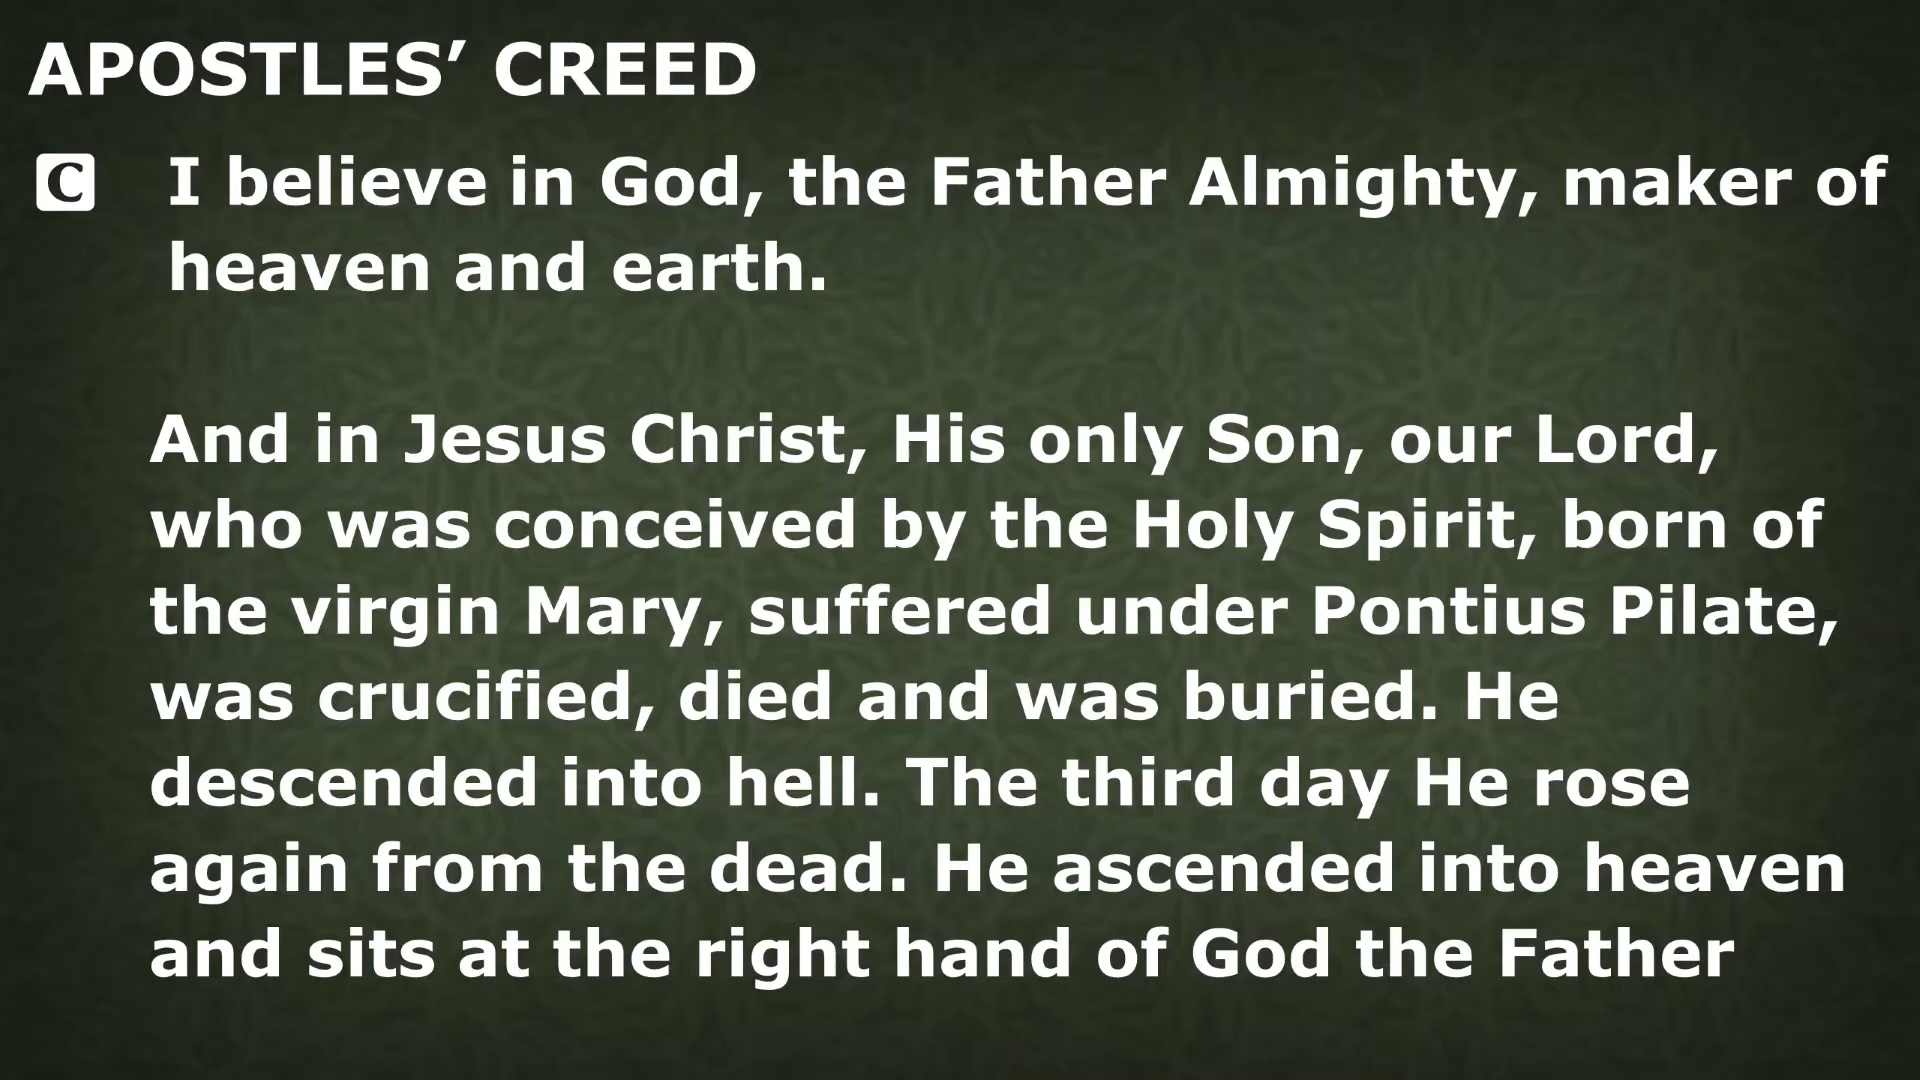 APOSTLES’ CREED
C I believe in God, the Father Almighty, maker of
heaven and earth.
And in Jesus Christ, His only Son, our Lord,
who was conceived by the Holy Spirit, born of
the virgin Mary, suffered under Pontius Pilate,
was crucified, died and was buried. He
descended into hell. The third day He rose
again from the dead. He ascended into heaven
and sits at the right hand of God the Father